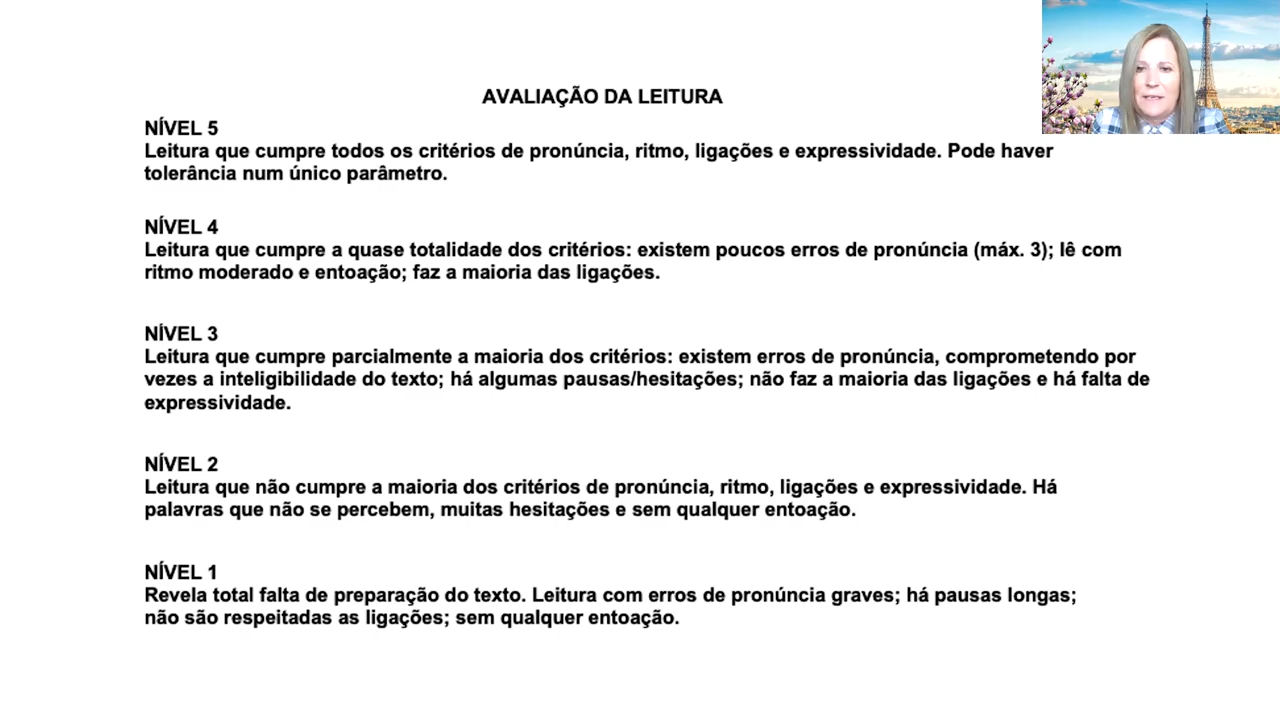 AVALIAÇÃO DA LEITURA
NÍVEL 5
Leitura que cumpre todos os critérios de pronúncia, ritmo, ligações e expressividade. Pode haver
tolerância num único parâmetro.
NÍVEL 4
Leitura que cumpre a quase totalidade dos critérios: existem poucos erros de pronúncia (máx. 3); lê com
ritmo moderado e entoação; faz a maioria das ligações.
NÍVEL 3
Leitura que cumpre parcialmente a maioria dos critérios: existem erros de pronúncia, comprometendo por
vezes a inteligibilidade do texto; há algumas pausas/hesitações; não faz a maioria das ligações e há falta de
expressividade.
NÍVEL 2
Leitura que não cumpre a maioria dos critérios de pronúncia, ritmo, ligações e expressividade. Há
palavras que não se percebem, muitas hesitações e sem qualquer entoação.
NÍVEL 1
Revela total falta de preparação do texto. Leitura com erros de pronúncia graves; há pausas longas;
não são respeitadas as ligações; sem qualquer entoação.